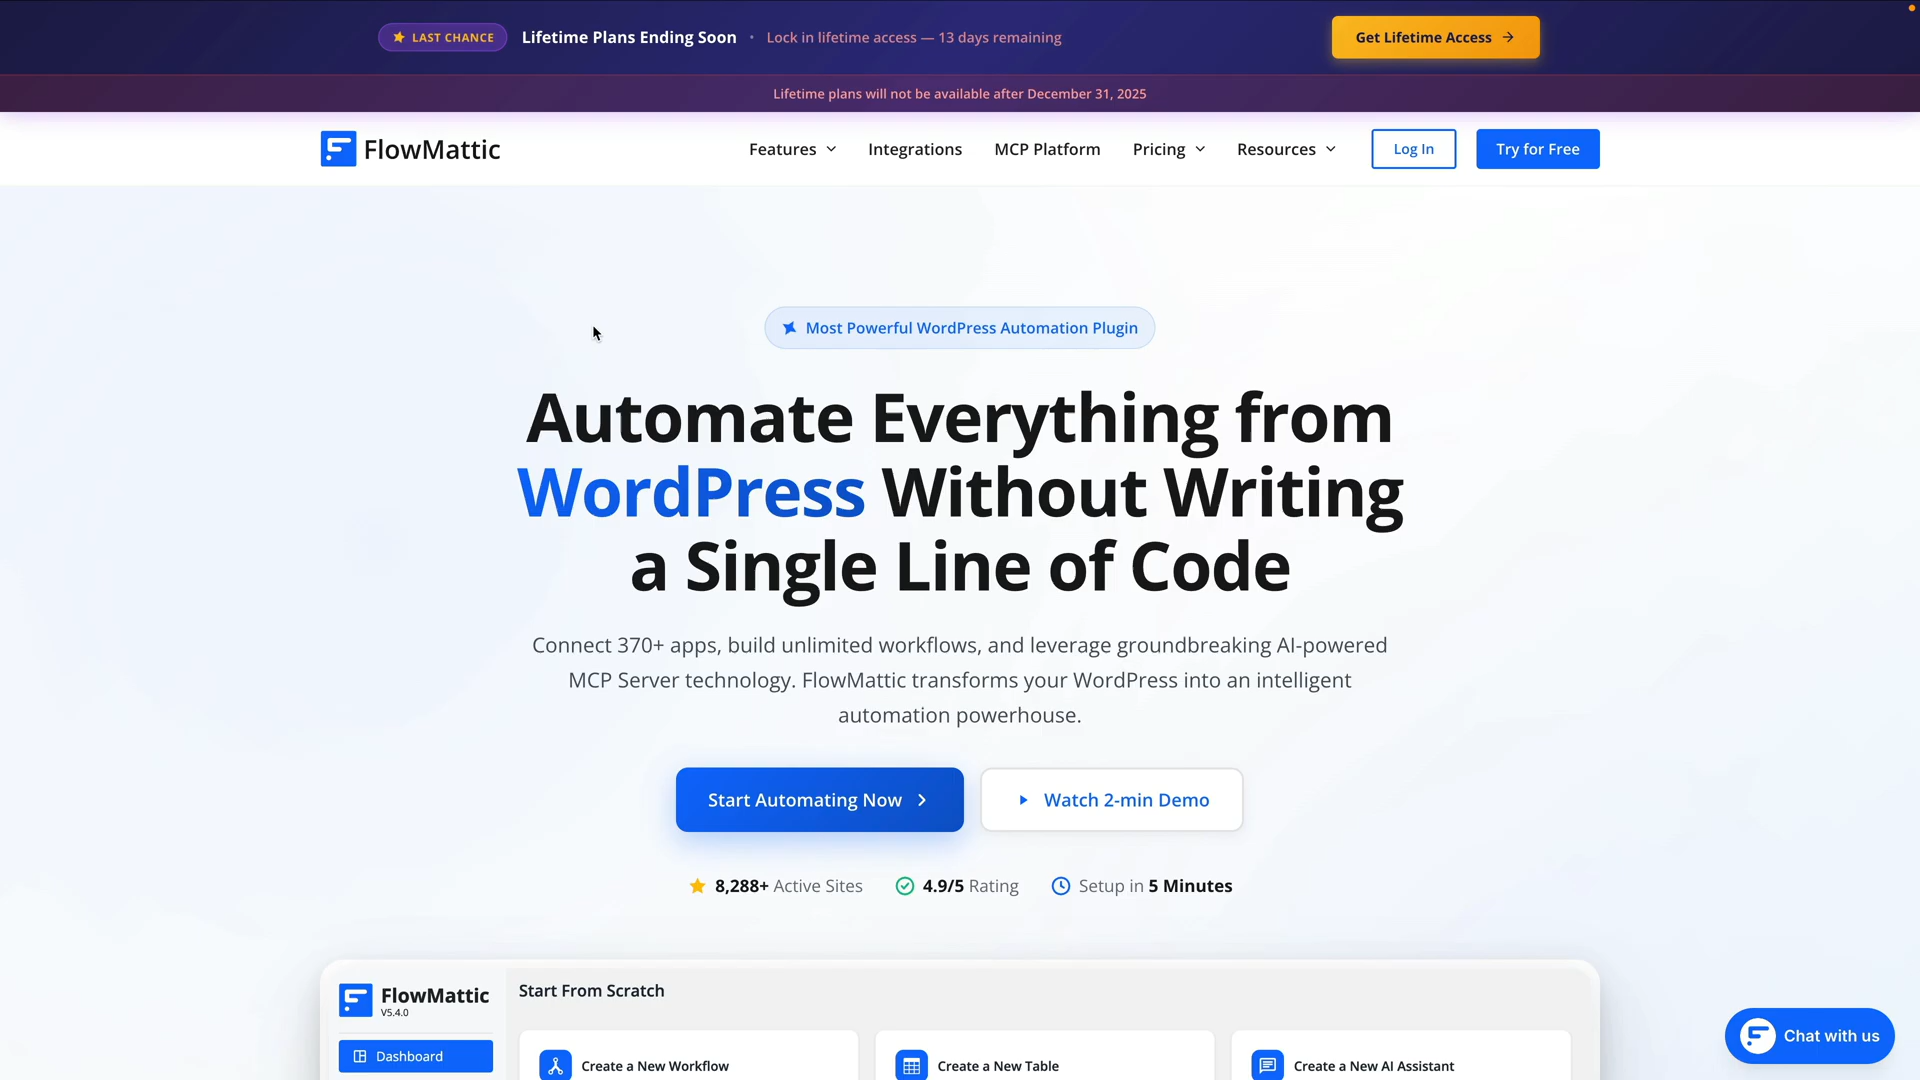 LAST CHANCE Lifetime Plans Ending Soon • Lock in lifetime access — 13 days remaining Get Lifetime Access
Lifetime plans will not be available after December 31, 2025
FlowMattic Features Integrations MCP Platform Pricing Resources Log In Try for Free
Most Powerful WordPress Automation Plugin
Automate Everything from
WordPress Without Writing
a Single Line of Code
Connect 370+ apps, build unlimited workflows, and leverage groundbreaking AI-powered
MCP Server technology. FlowMattic transforms your WordPress into an intelligent
automation powerhouse.
Start Automating Now Watch 2-min Demo
8,288+ Active Sites 4.9/5 Rating Setup in 5 Minutes
FlowMattic
V5.4.0
Start From Scratch
Dashboard
Create a New Workflow Create a New Table Create a New AI Assistant
Chat with us